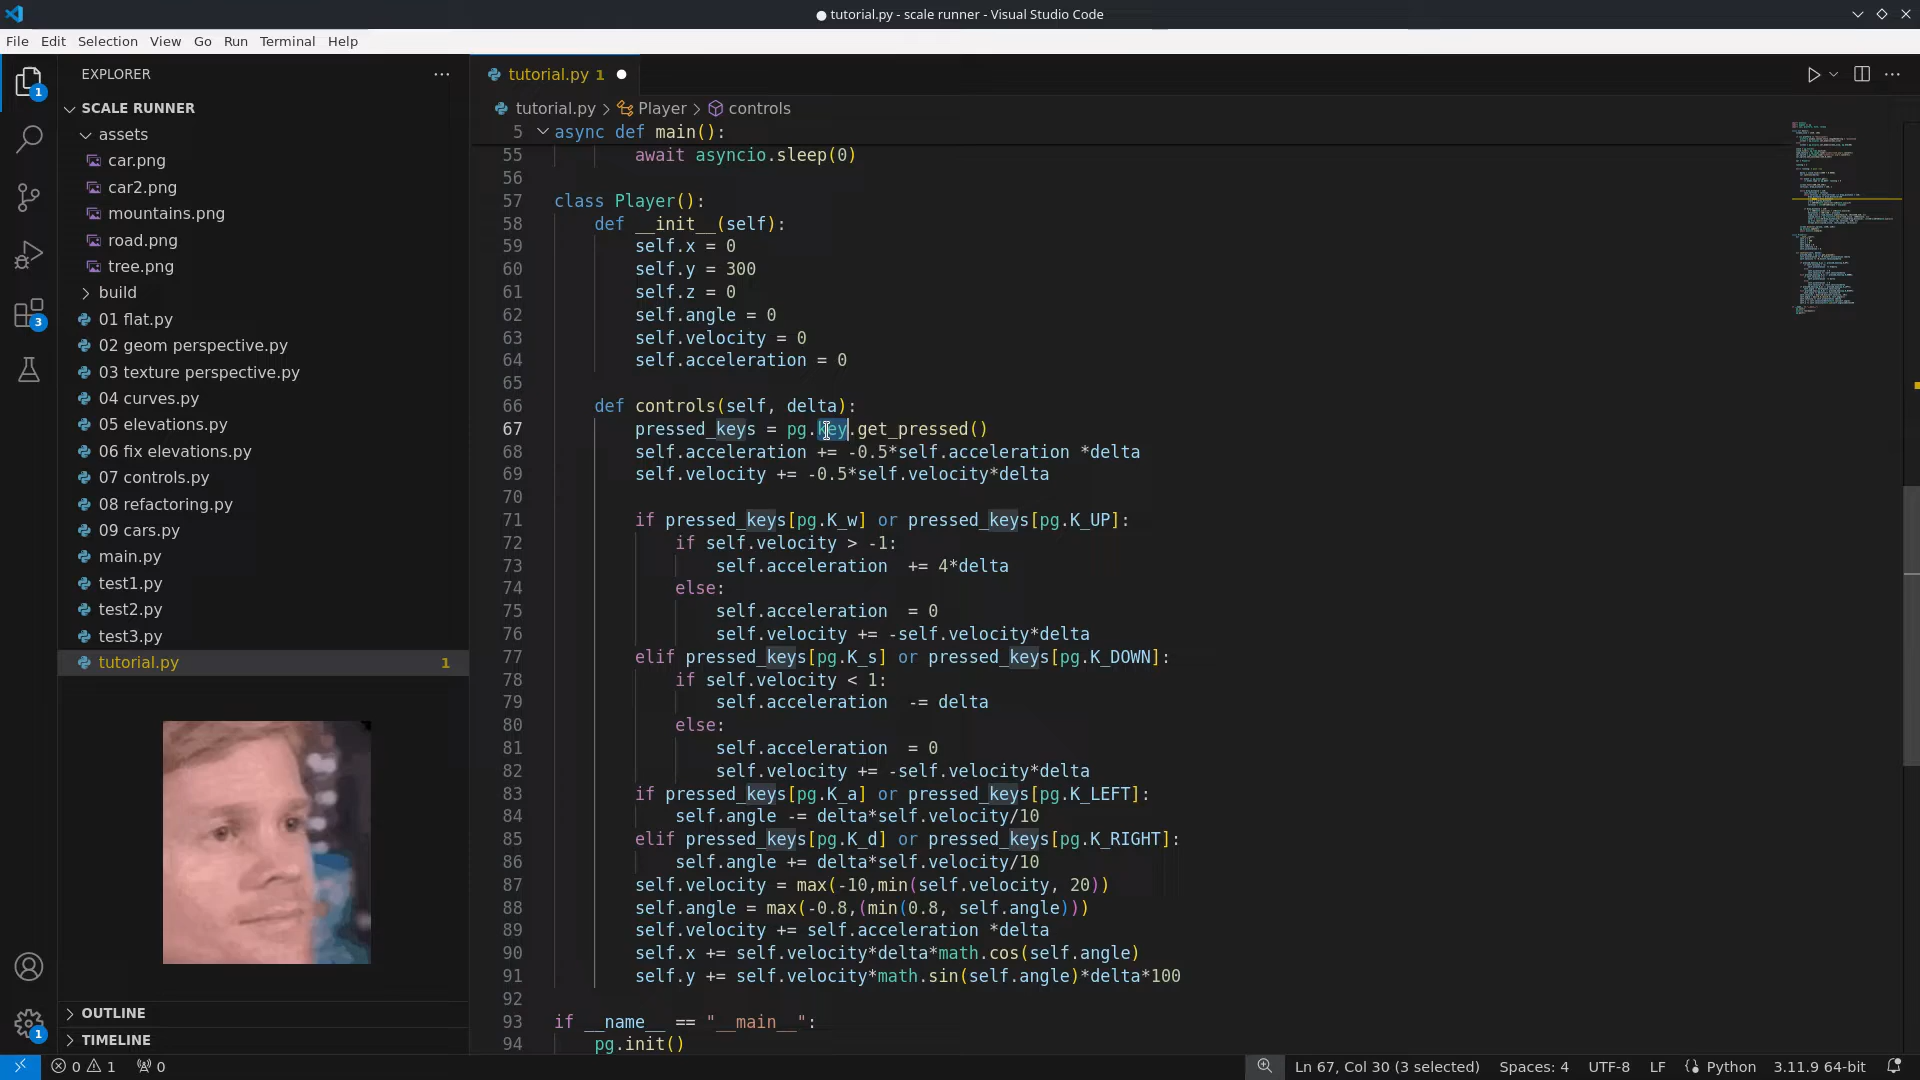 tutorial.py - scale runner - Visual Studio Code
File Edit Selection View Go Run Terminal Help
EXPLORER
tutorial.py 1
SCALE RUNNER
tutorial.py > Player > controls
assets
car.png
car2.png
mountains.png
road.png
tree.png
build
01 flat.py
02 geom perspective.py
03 texture perspective.py
04 curves.py
05 elevations.py
06 fix elevations.py
07 controls.py
08 refactoring.py
09 cars.py
main.py
test1.py
test2.py
test3.py
tutorial.py 1
OUTLINE
TIMELINE
1
3
1
5 async def main():
55 await asyncio.sleep(0)
56
57 class Player():
58 def __init__(self):
59 self.x = 0
60 self.y = 300
61 self.z = 0
62 self.angle = 0
63 self.velocity = 0
64 self.acceleration = 0
65
66 def controls(self, delta):
67 pressed_keys = pg.key.get_pressed()
68 self.acceleration += -0.5*self.acceleration *delta
69 self.velocity += -0.5*self.velocity*delta
70
71 if pressed_keys[pg.K_w] or pressed_keys[pg.K_UP]:
72 if self.velocity > -1:
73 self.acceleration  += 4*delta
74 else:
75 self.acceleration  = 0
76 self.velocity += -self.velocity*delta
77 elif pressed_keys[pg.K_s] or pressed_keys[pg.K_DOWN]:
78 if self.velocity < 1:
79 self.acceleration  -= delta
80 else:
81 self.acceleration  = 0
82 self.velocity += -self.velocity*delta
83 if pressed_keys[pg.K_a] or pressed_keys[pg.K_LEFT]:
84 self.angle -= delta*self.velocity/10
85 elif pressed_keys[pg.K_d] or pressed_keys[pg.K_RIGHT]:
86 self.angle += delta*self.velocity/10
87 self.velocity = max(-10,min(self.velocity, 20))
88 self.angle = max(-0.8,(min(0.8, self.angle)))
89 self.velocity += self.acceleration *delta
90 self.x += self.velocity*delta*math.cos(self.angle)
91 self.y += self.velocity*math.sin(self.angle)*delta*100
92
93 if __name__ == "__main__":
94 pg.init()
0 1 0 Ln 67, Col 30 (3 selected) Spaces: 4 UTF-8 LF Python 3.11.9 64-bit